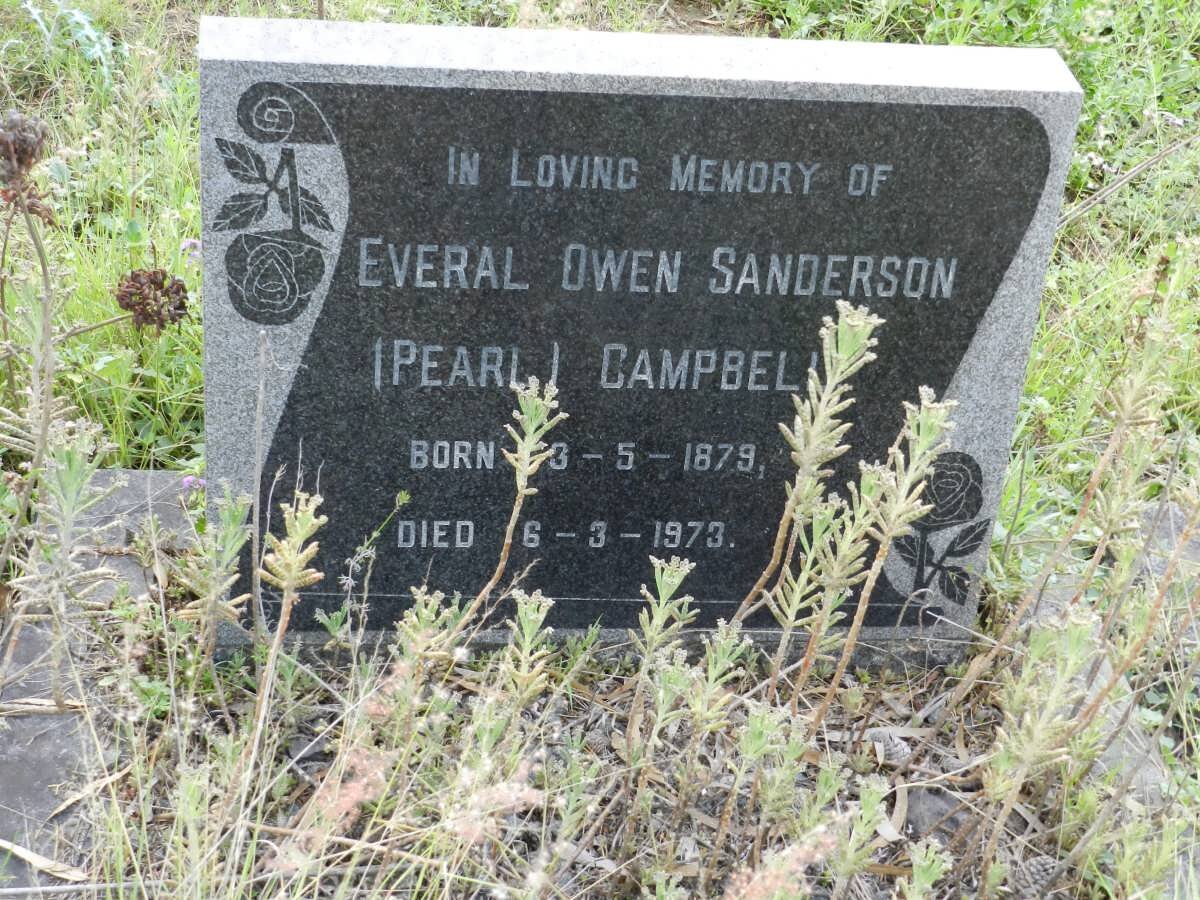 IN LOVING MEMORY OF
EVERAL OWEN SANDERSON
(PEARL) CAMPBELL
BORN 3 - 5 - 1879,
DIED 6 - 3 - 1973.